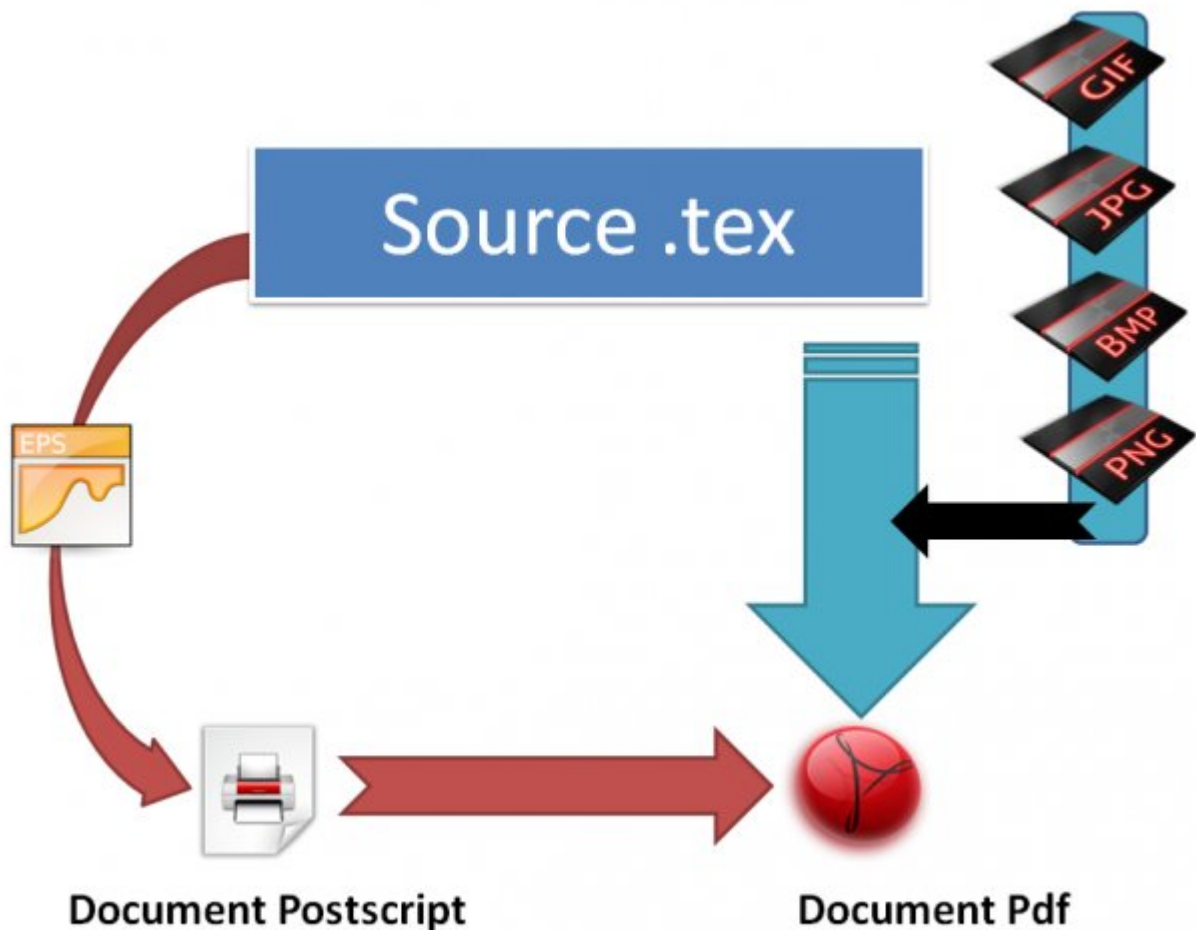 GIF
Source .tex
JPG
BMP
EPS
PNG
Document Postscript
Document Pdf